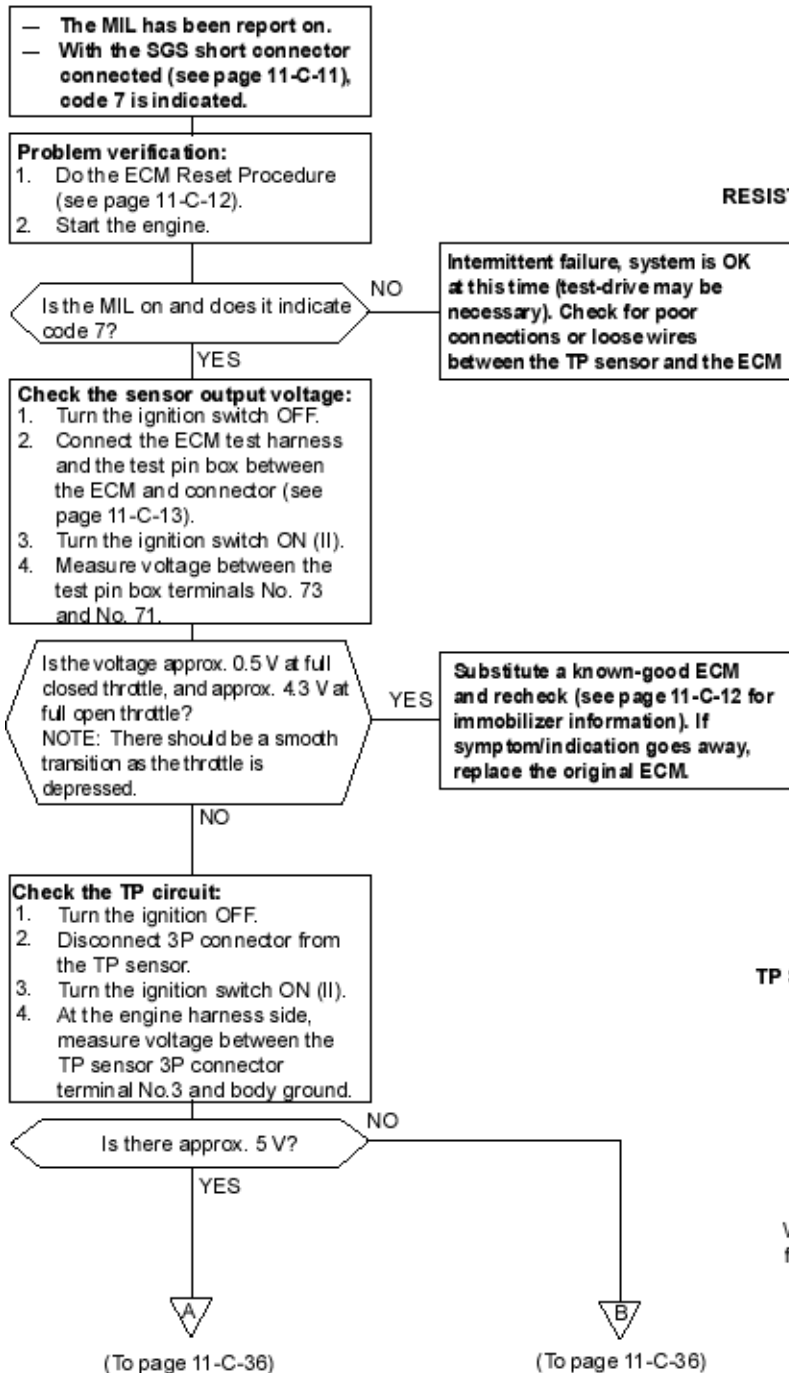 — The MIL has been report on.
— With the SGS short connector
connected (see page 11-C-11),
code 7 is indicated.
Problem verification:
1. Do the ECM Reset Procedure
(see page 11-C-12).
2. Start the engine.
RESIST
Is the MIL on and does it indicate
code 7?
NO
Intermittent failure, system is OK
at this time (test-drive may be
necessary). Check for poor
connections or loose wires
between the TP sensor and the ECM
YES
Check the sensor output voltage:
1. Turn the ignition switch OFF.
2. Connect the ECM test harness
and the test pin box between
the ECM and connector (see
page 11-C-13).
3. Turn the ignition switch ON (II).
4. Measure voltage between the
test pin box terminals No. 73
and No. 71.
Is the voltage approx. 0.5 V at full
closed throttle, and approx. 4.3 V at
full open throttle?
NOTE: There should be a smooth
transition as the throttle is
depressed.
YES
Substitute a known-good ECM
and recheck (see page 11-C-12 for
immobilizer information). If
symptom/indication goes away,
replace the original ECM.
NO
Check the TP circuit:
1. Turn the ignition OFF.
2. Disconnect 3P connector from
the TP sensor.
3. Turn the ignition switch ON (II).
4. At the engine harness side,
measure voltage between the
TP sensor 3P connector
terminal No.3 and body ground.
TP
Is there approx. 5 V?
NO
YES
A
B
(To page 11-C-36)
(To page 11-C-36)